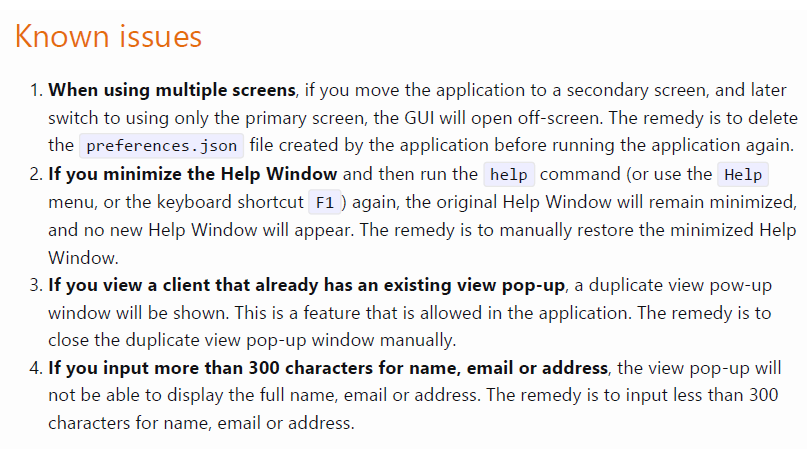 Known issues
1. When using multiple screens, if you move the application to a secondary screen, and later
switch to using only the primary screen, the GUI will open off-screen. The remedy is to delete
the preferences.json file created by the application before running the application again.
2. If you minimize the Help Window and then run the help command (or use the Help
menu, or the keyboard shortcut F1 ) again, the original Help Window will remain minimized,
and no new Help Window will appear. The remedy is to manually restore the minimized Help
Window.
3. If you view a client that already has an existing view pop-up, a duplicate view pow-up
window will be shown. This is a feature that is allowed in the application. The remedy is to
close the duplicate view pop-up window manually.
4. If you input more than 300 characters for name, email or address, the view pop-up will
not be able to display the full name, email or address. The remedy is to input less than 300
characters for name, email or address.